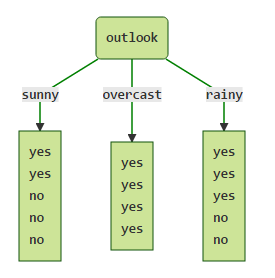 outlook
sunny
overcast
rainy
yes
yes
no
no
no
yes
yes
yes
yes
yes
yes
yes
no
no